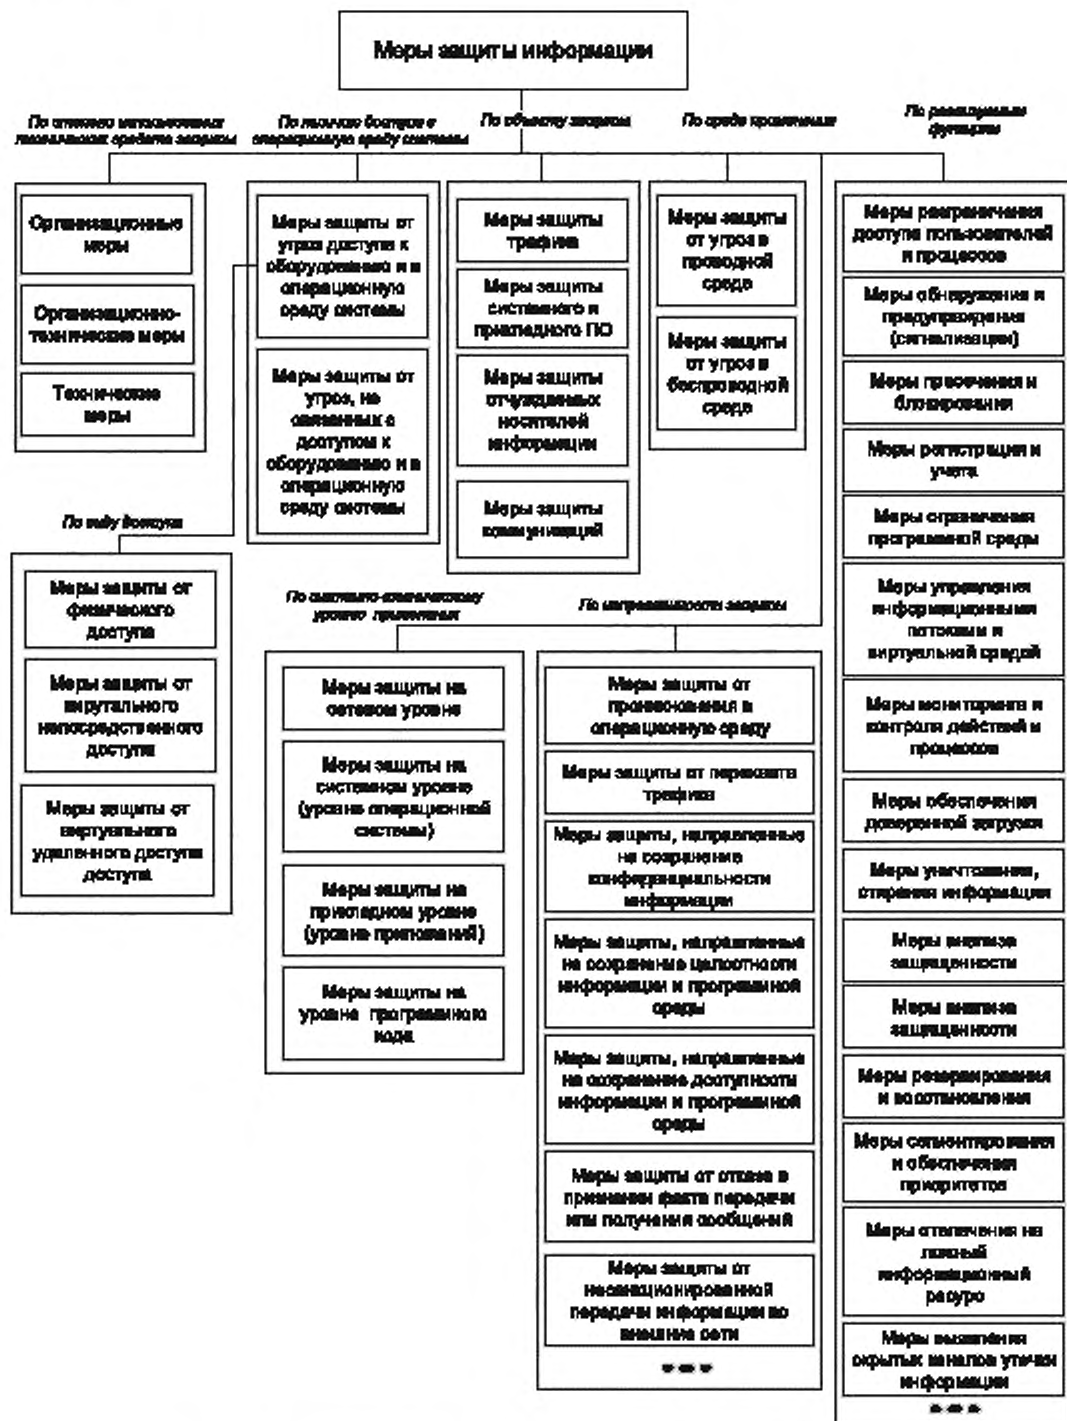 Меры защиты информации
По степени использования
технических средств защиты
Организационные
меры
Организационно-
технические меры
Технические
меры
По наличию доступа в
операционную среду системы
Меры защиты от
угроз доступа к
оборудованию и в
операционную
среду системы
Меры защиты от
угроз, не
связанных с
доступом к
оборудованию и в
операционную
среду системы
По объекту защиты
Меры защиты
трафика
Меры защиты
системного и
прикладного ПО
Меры защиты
отчуждаемых
носителей
информации
Меры защиты
коммуникаций
По среде применения
Меры защиты
от угроз в
проводной
среде
Меры защиты
от угроз в
беспроводной
среде
По реализуемым
функциям
Меры разграничения
доступа пользователей
и процессов
Меры обнаружения и
предупреждения
(сигнализации)
Меры пресечения и
блокирования
Меры регистрации и
учета
Меры ограничения
программной среды
Меры управления
информационными
потоками и
виртуальной средой
Меры мониторинга и
контроля действий и
процессов
Меры обеспечения
доверенной загрузки
Меры уничтожения,
стирания информации
Меры анализа
защищенности
Меры анализа
защищенности
Меры резервирования
и восстановления
Меры сегментирования
и обеспечения
приоритетов
Меры отвлечения на
ложный
информационный
ресурс
Меры выявления
скрытых каналов утечки
информации
По виду доступа
Меры защиты от
физического
доступа
Меры защиты от
вирутального
непосредственного
доступа
Меры защиты от
виртуального
удаленного доступа
доступа
По системно-техническому
уровню применения
Меры защиты на
сетевом уровне
Меры защиты на
системном уровне
(уровне операционной
системы)
Меры защиты на
прикладном уровне
(уровне приложений)
Меры защиты на
уровне программного
кода
По направленности защиты
Меры защиты от
проникновения в
операционную среду
Меры защиты от перехвата
трафика
Меры защиты, направленные
на сохранение
конфиденциальности
информации
Меры защиты, направленные
на сохранение целостности
информации и программной
среды
Меры защиты, направленные
на сохранение доступности
информации и программной
среды
Меры защиты от отказа в
признании факта передачи
или получения сообщений
Меры защиты от
несанкционированной
передачи информации во
внешние сети